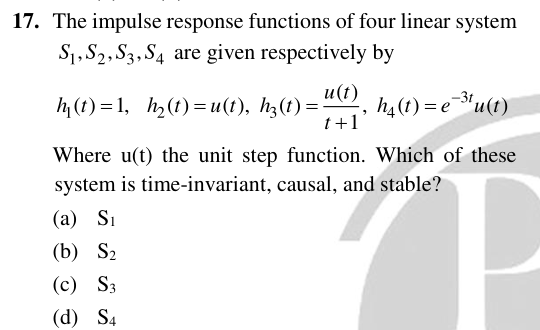 17. The impulse response functions of four linear system
S₁, S₂, S₃, S₄ are given respectively by
h₁(t) = 1, h₂(t) = u(t), h₃(t) = u(t)/(t+1), h₄(t) = e⁻³ᵗu(t)
Where u(t) the unit step function. Which of these
system is time-invariant, causal, and stable?
(a) S₁
(b) S₂
(c) S₃
(d) S₄